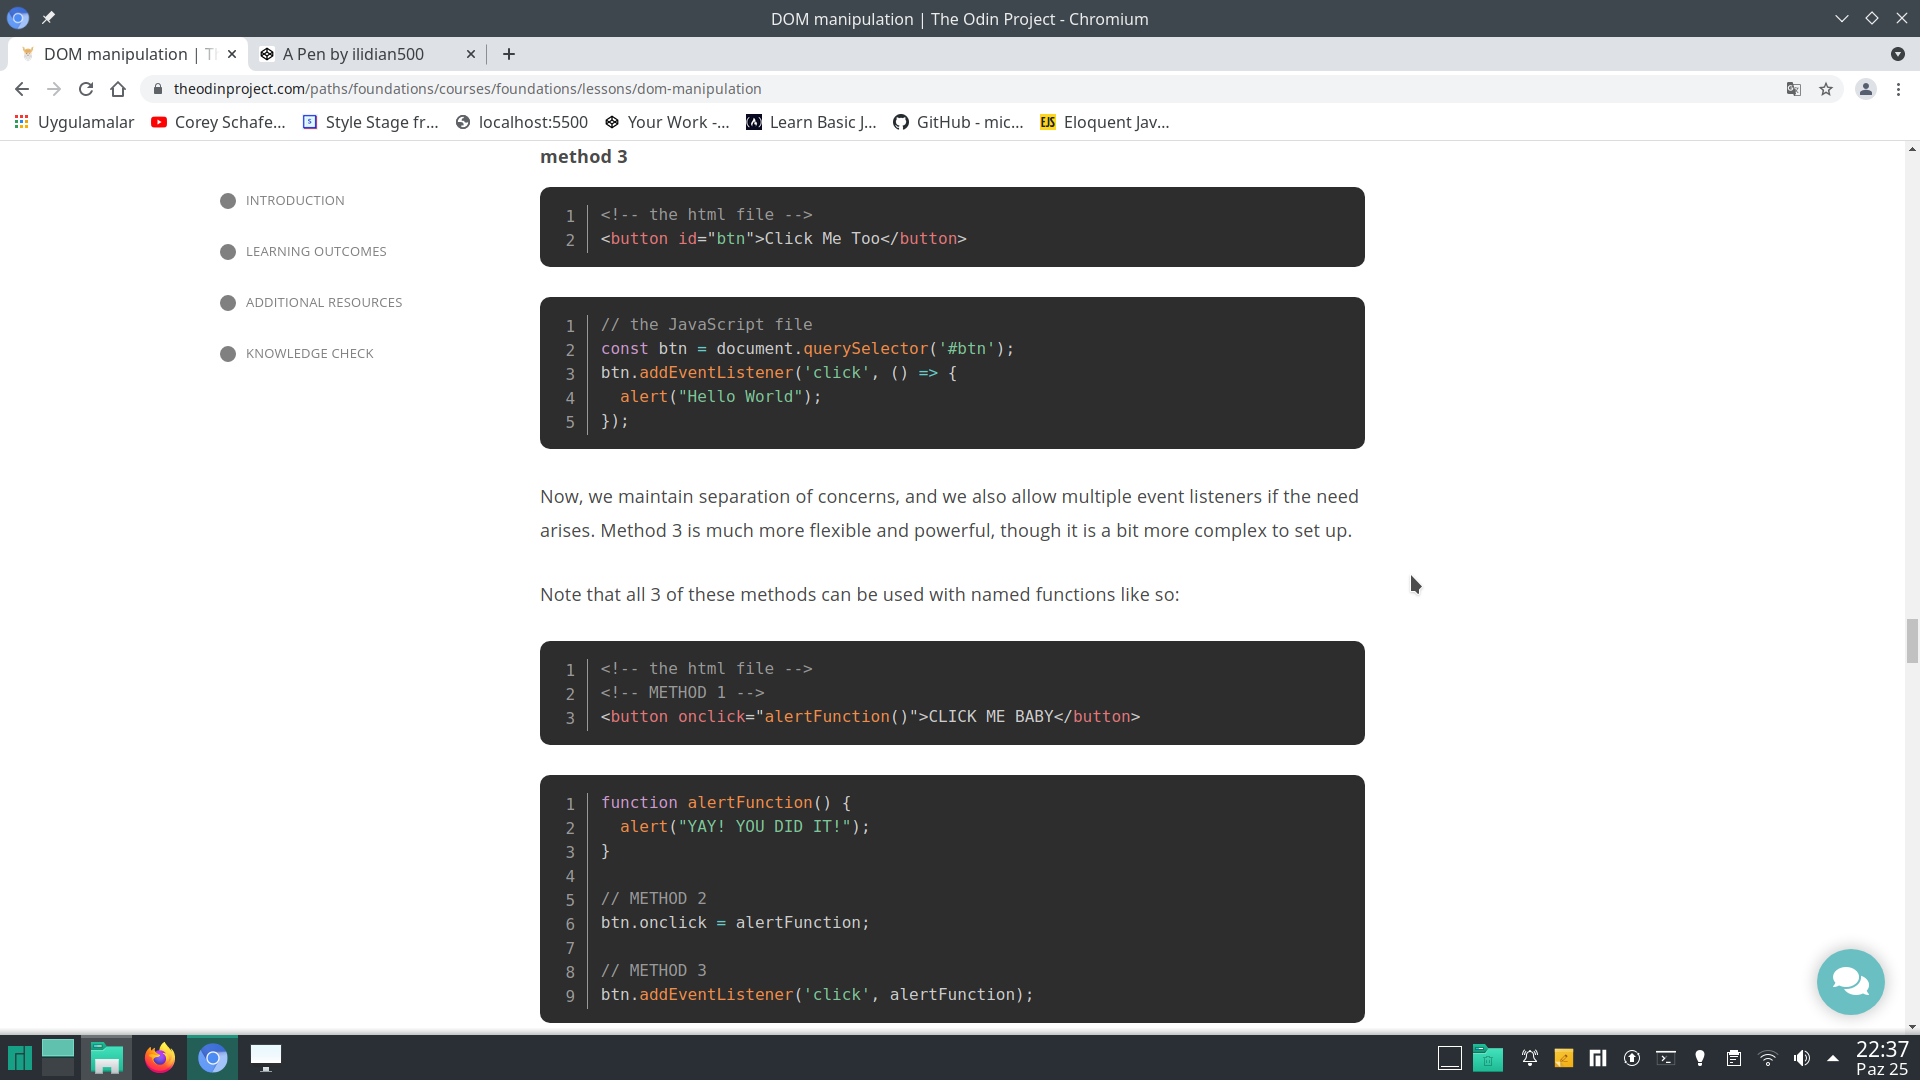 DOM manipulation | The Odin Project - Chromium
DOM manipulation | T
A Pen by ilidian500
theodinproject.com/paths/foundations/courses/foundations/lessons/dom-manipulation
Uygulamalar
Corey Schafe...
Style Stage fr...
localhost:5500
Your Work -...
Learn Basic J...
GitHub - mic...
EJS
Eloquent Jav...
INTRODUCTION
LEARNING OUTCOMES
ADDITIONAL RESOURCES
KNOWLEDGE CHECK
method 3
1 <!-- the html file -->
2 <button id="btn">Click Me Too</button>
1 // the JavaScript file
2 const btn = document.querySelector('#btn');
3 btn.addEventListener('click', () => {
4 alert("Hello World");
5 });
Now, we maintain separation of concerns, and we also allow multiple event listeners if the need
arises. Method 3 is much more flexible and powerful, though it is a bit more complex to set up.
Note that all 3 of these methods can be used with named functions like so:
1 <!-- the html file -->
2 <!-- METHOD 1 -->
3 <button onclick="alertFunction()">CLICK ME BABY</button>
1 function alertFunction() {
2 alert("YAY! YOU DID IT!");
3 }
4
5 // METHOD 2
6 btn.onclick = alertFunction;
7
8 // METHOD 3
9 btn.addEventListener('click', alertFunction);
22:37
Paz 25